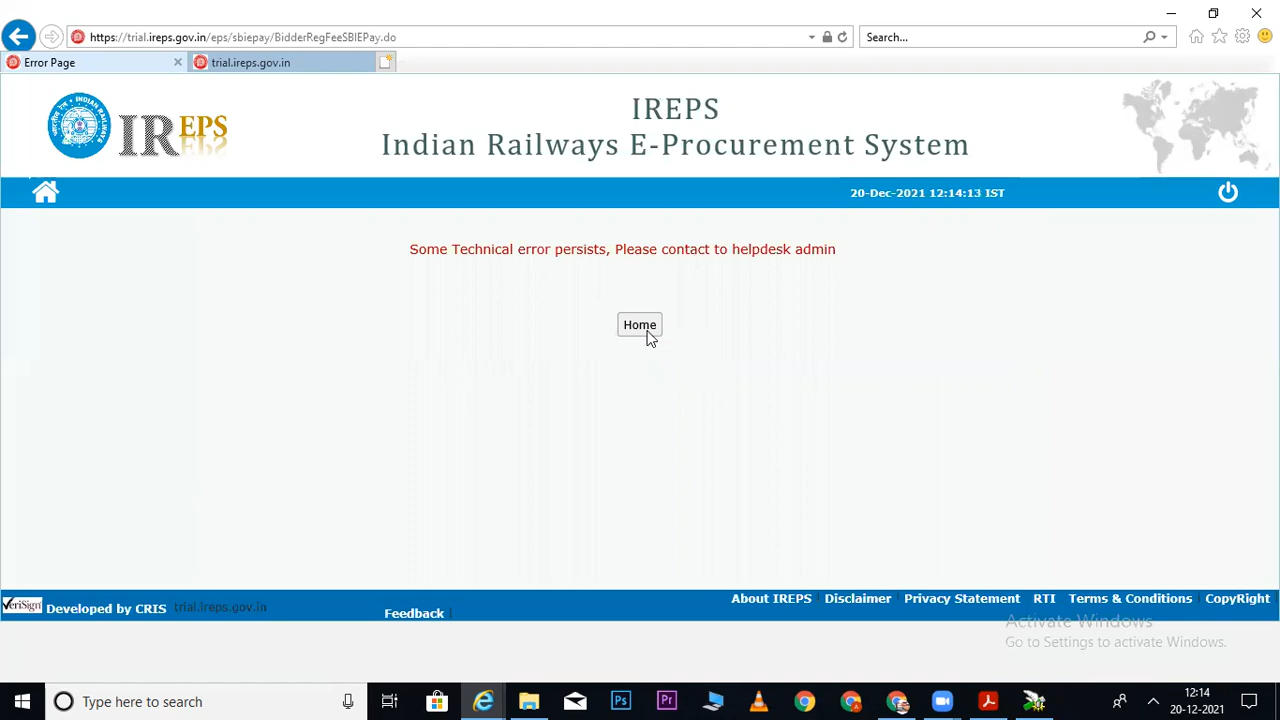 https://trial.ireps.gov.in/eps/sbiepay/BidderRegFeeSBIEPay.do
Search...
Error Page
trial.ireps.gov.in
IREPS
IREPS
Indian Railways E-Procurement System
20-Dec-2021 12:14:13 IST
Some Technical error persists, Please contact to helpdesk admin
Home
VeriSign
Developed by CRIS
trial.ireps.gov.in
Feedback
About IREPS
Disclaimer
Privacy Statement
RTI
Terms & Conditions
CopyRight
Activate Windows
Go to Settings to activate Windows.
Type here to search
Ps
Pr
12:14
20-12-2021